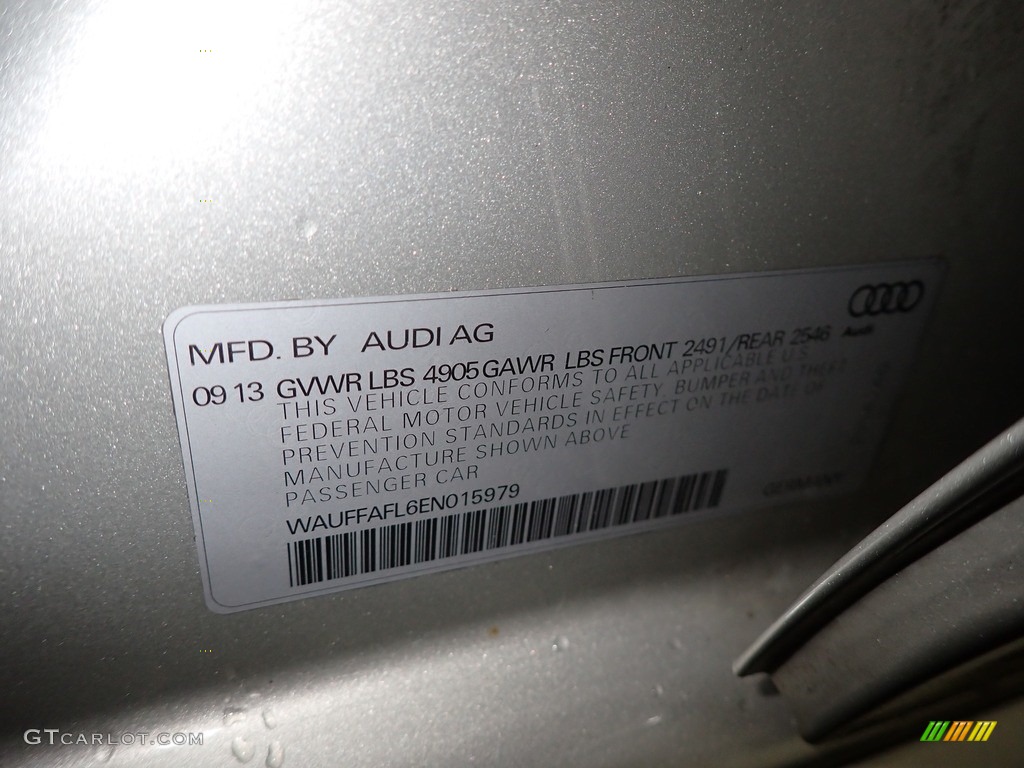 MFD. BY AUDI AG
Audi
09 13 GVWR LBS 4905 GAWR LBS FRONT 2491/REAR 2546
THIS VEHICLE CONFORMS TO ALL APPLICABLE U.S.
FEDERAL MOTOR VEHICLE SAFETY, BUMPER AND THEFT
PREVENTION STANDARDS IN EFFECT ON THE DATE OF
MANUFACTURE SHOWN ABOVE
PASSENGER CAR
WAUFFAFL6EN015979
GERMANY
GTCARLOT.COM